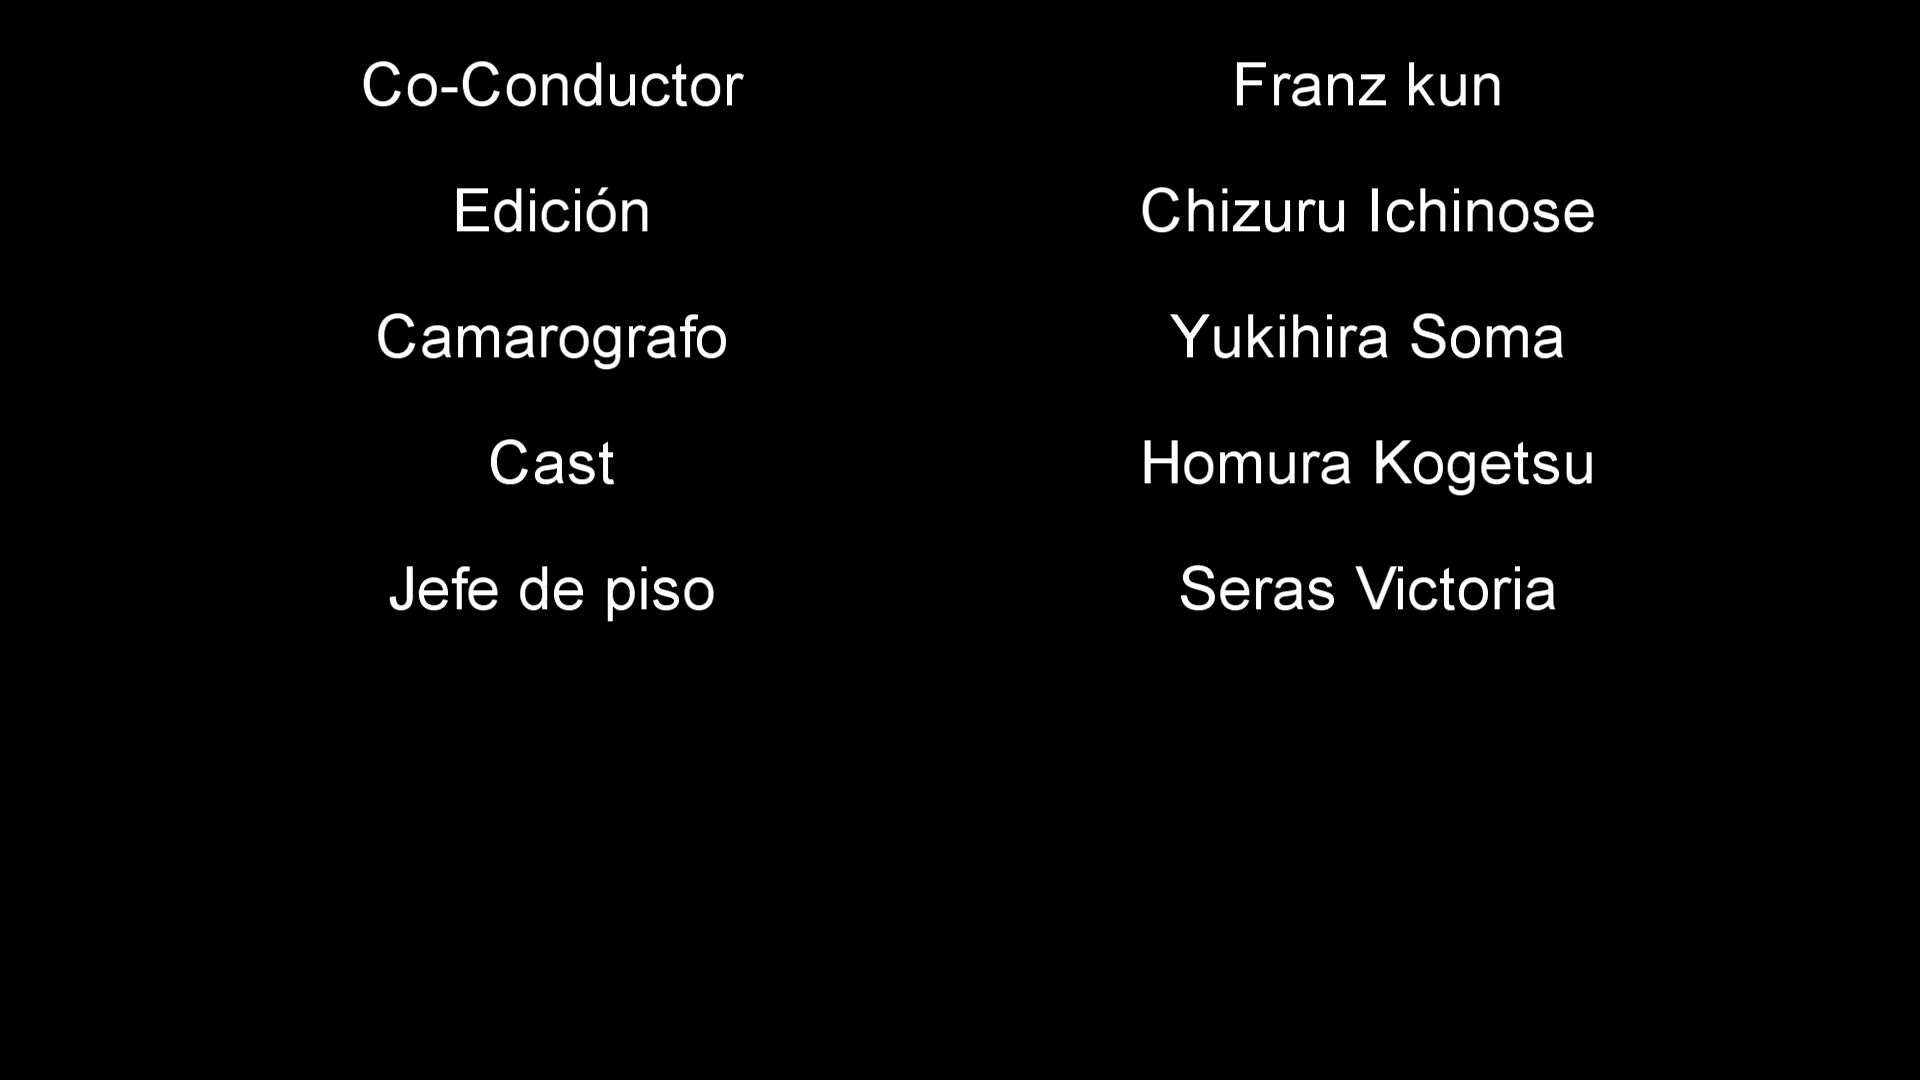 Co-Conductor Franz kun
Edición Chizuru Ichinose
Camarografo Yukihira Soma
Cast Homura Kogetsu
Jefe de piso Seras Victoria